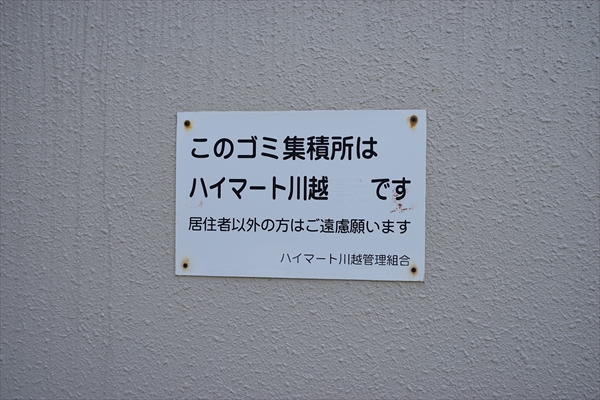 このゴミ集積所は
ハイマート川越　です
居住者以外の方はご遠慮願います
ハイマート川越管理組合